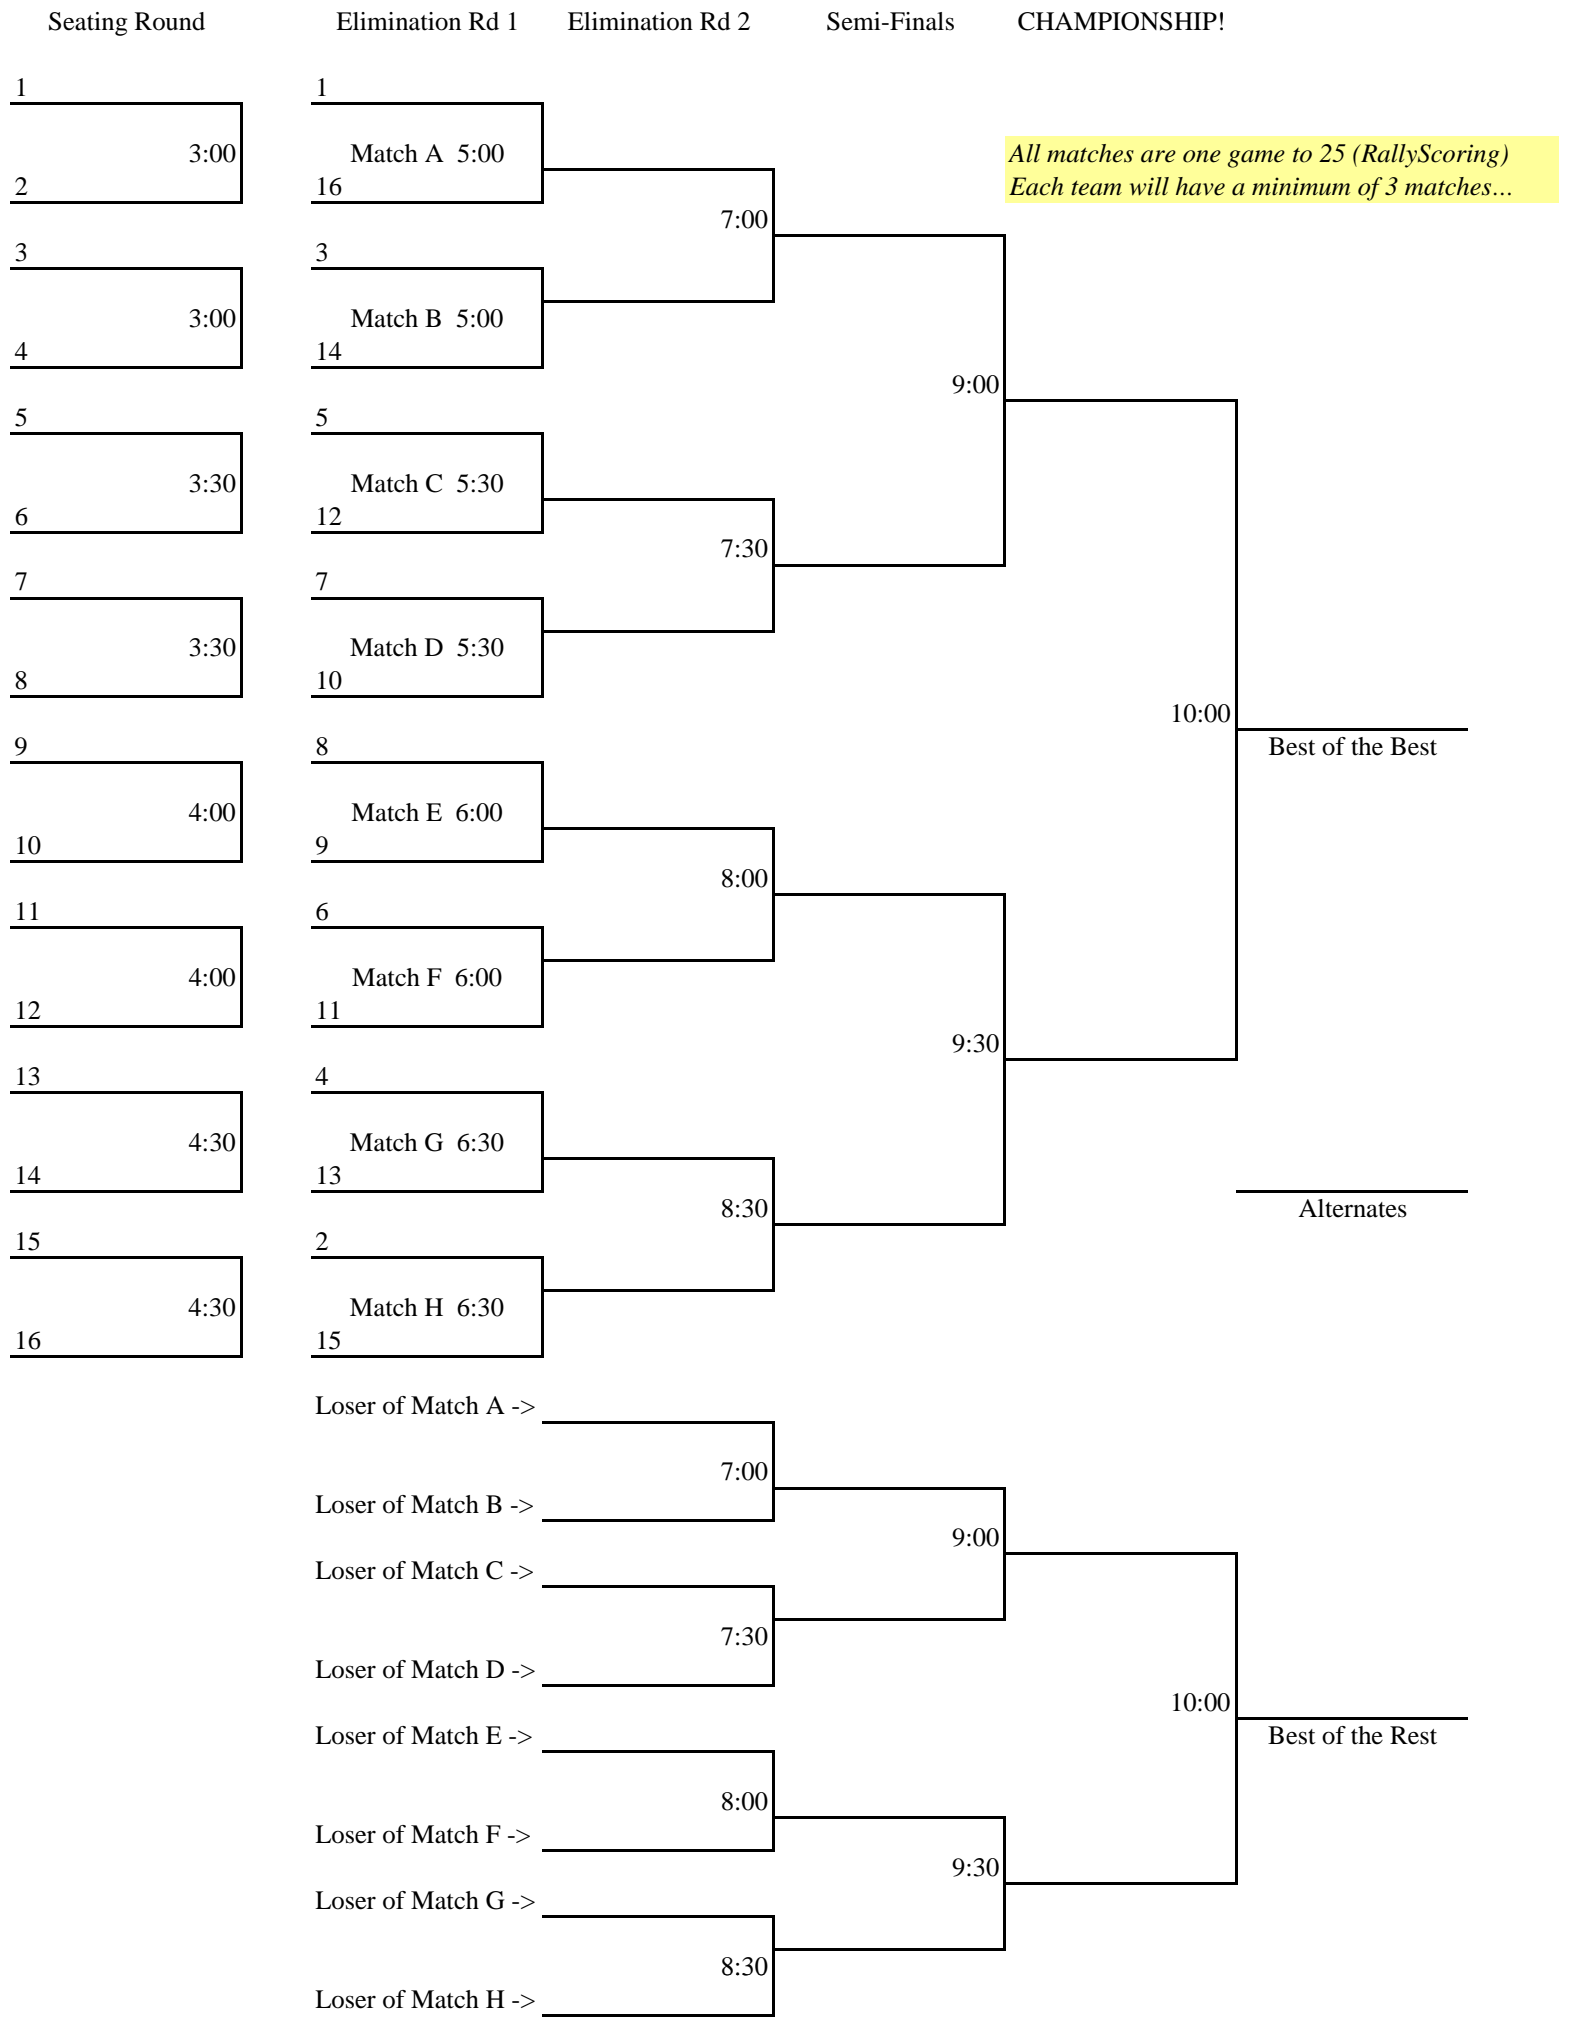 Seating Round Elimination Rd 1 Elimination Rd 2 Semi-Finals CHAMPIONSHIP!
1 1
3:00 Match A 5:00 All matches are one game to 25 (RallyScoring)
2 16 Each team will have a minimum of 3 matches...
7:00
3 3
3:00 Match B 5:00
4 14
9:00
5 5
3:30 Match C 5:30
6 12
7:30
7 7
3:30 Match D 5:30
8 10
10:00
9 8 Best of the Best
4:00 Match E 6:00
10 9
8:00
11 6
4:00 Match F 6:00
12 11
9:30
13 4
4:30 Match G 6:30
14 13
8:30 Alternates
15 2
4:30 Match H 6:30
16 15
Loser of Match A ->
7:00
Loser of Match B ->
9:00
Loser of Match C ->
7:30
Loser of Match D ->
10:00
Loser of Match E -> Best of the Rest
8:00
Loser of Match F ->
9:30
Loser of Match G ->
8:30
Loser of Match H ->